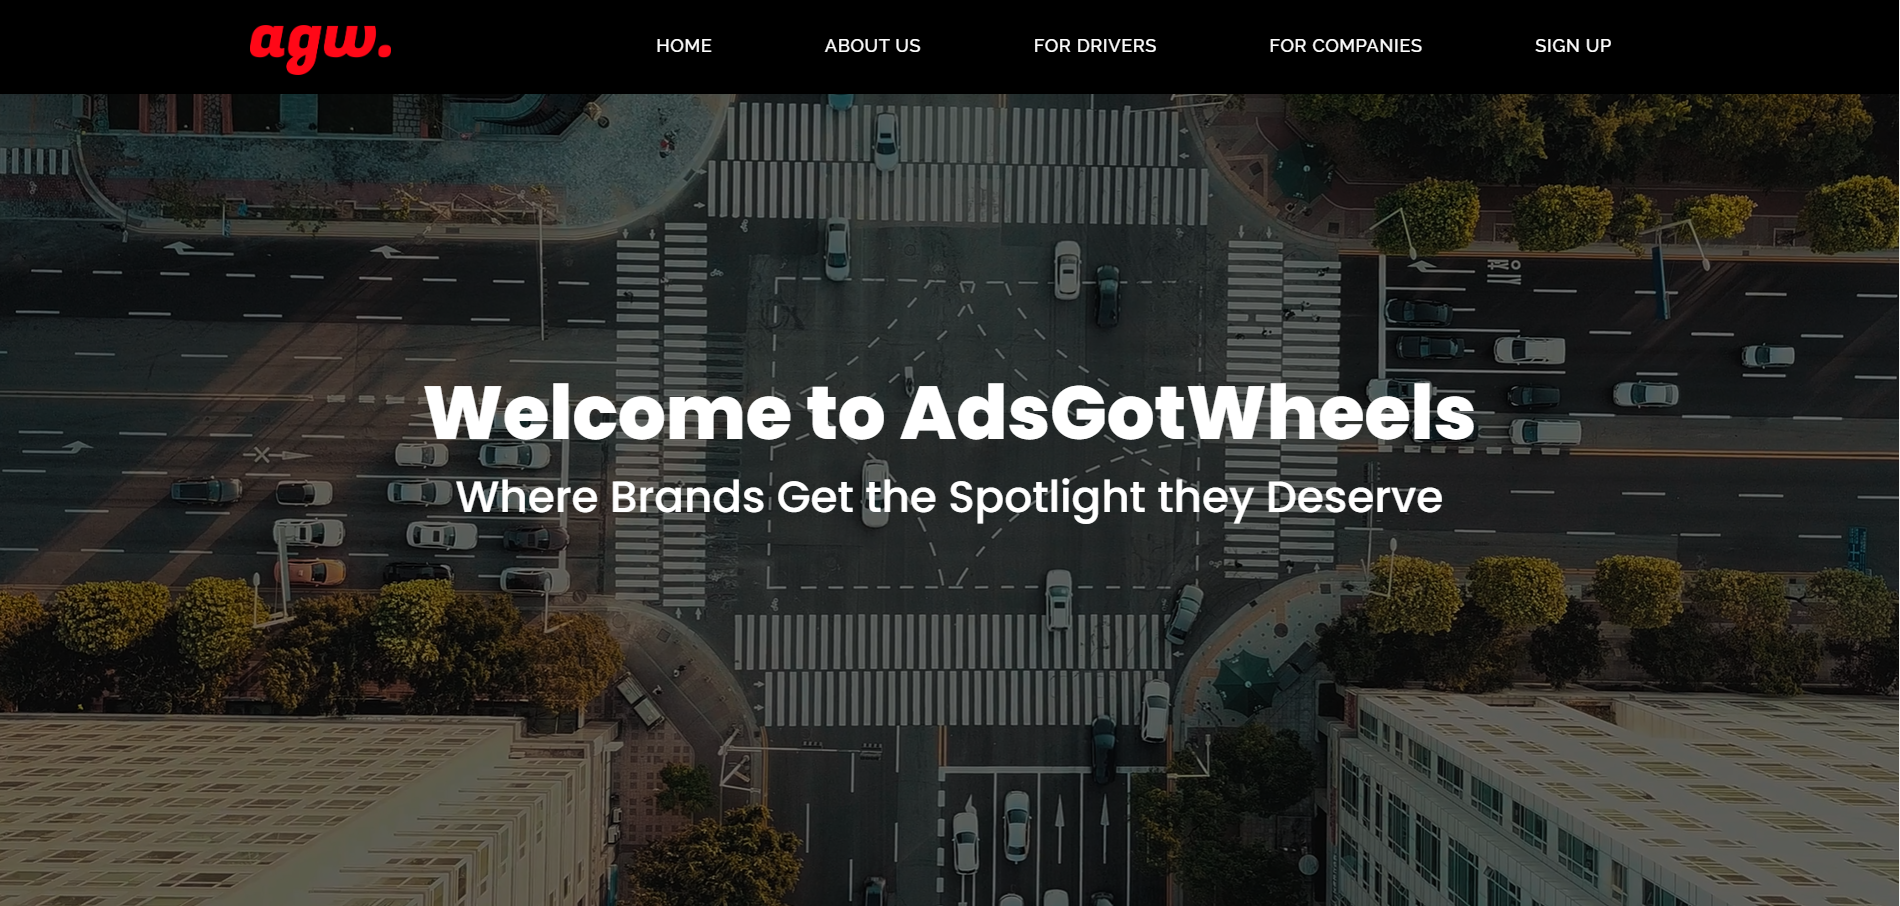 agw.
HOME
ABOUT US
FOR DRIVERS
FOR COMPANIES
SIGN UP
Welcome to AdsGotWheels
Where Brands Get the Spotlight they Deserve